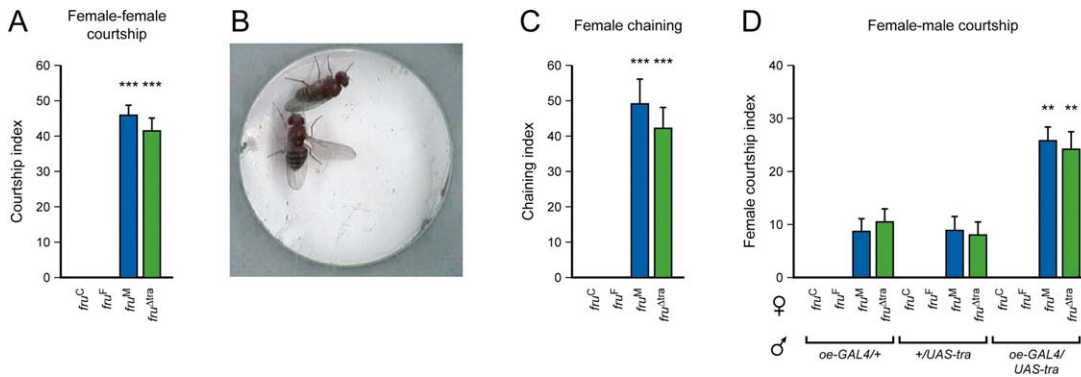 A
Female-female
courtship
Courtship index
60
50
40
30
20
10
0
*** ***
fruC
fruF
fruM
fruΔtra
B
C
Female chaining
Chaining index
60
50
40
30
20
10
0
*** ***
fruC
fruF
fruM
fruΔtra
D
Female-male courtship
Female courtship index
40
30
20
10
0
** **
♀
fruC
fruF
fruM
fruΔtra
fruC
fruF
fruM
fruΔtra
fruC
fruF
fruM
fruΔtra
♂
oe-GAL4/+
+/UAS-tra
oe-GAL4/
UAS-tra